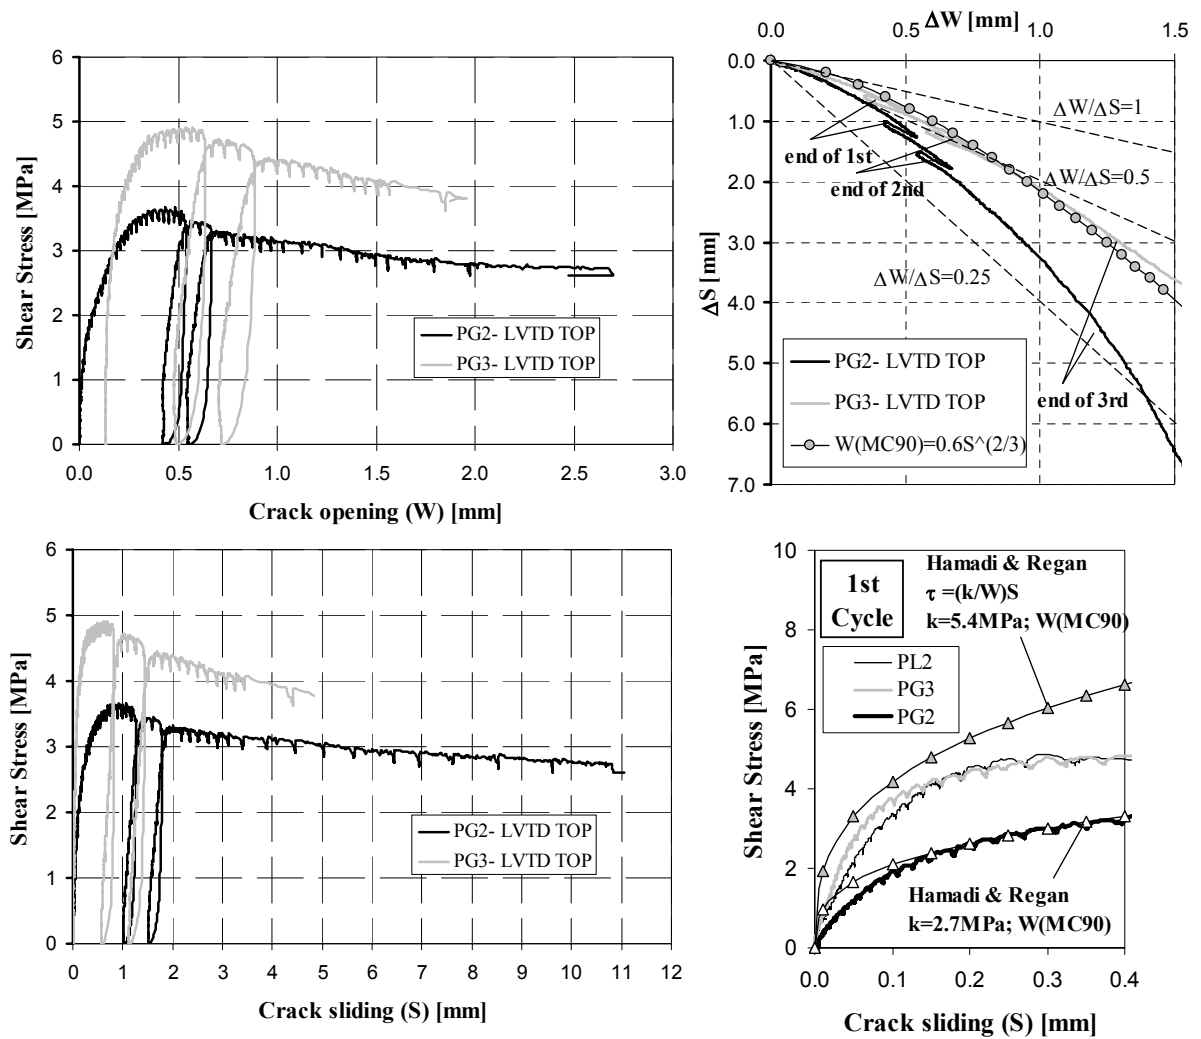 6
5
4
3
2
1
0
0.0
0.5
1.0
1.5
2.0
2.5
3.0
Shear Stress [MPa]
Crack opening (W) [mm]
PG2- LVTD TOP
PG3- LVTD TOP
ΔW [mm]
0.0
0.5
1.0
1.5
0.0
1.0
2.0
3.0
4.0
5.0
6.0
7.0
ΔS [mm]
ΔW/ΔS=1
end of 1st
ΔW/ΔS=0.5
end of 2nd
ΔW/ΔS=0.25
end of 3rd
PG2- LVTD TOP
PG3- LVTD TOP
W(MC90)=0.6S^(2/3)
6
5
4
3
2
1
0
0
1
2
3
4
5
6
7
8
9
10
11
12
Shear Stress [MPa]
Crack sliding (S) [mm]
PG2- LVTD TOP
PG3- LVTD TOP
10
8
6
4
2
0
0.0
0.1
0.2
0.3
0.4
Shear Stress [MPa]
Crack sliding (S) [mm]
1st
Cycle
Hamadi & Regan
τ =(k/W)S
k=5.4MPa; W(MC90)
PL2
PG3
PG2
Hamadi & Regan
k=2.7MPa; W(MC90)